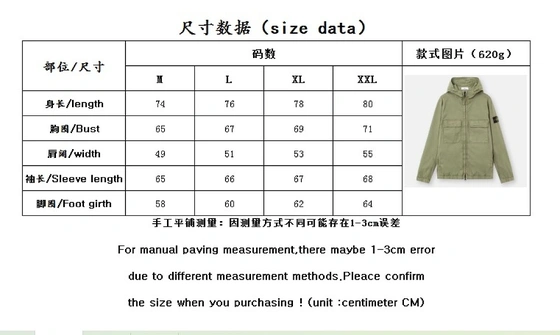 尺寸数据（size data）
部位/尺寸 码数 款式图片（620g）
M L XL XXL
身长/length 74 76 78 80
胸围/Bust 65 67 69 71
肩阔/width 49 51 53 55
袖长/Sleeve length 65 66 67 68
脚围/Foot girth 58 60 62 64
手工平铺测量：因测量方式不同可能存在1-3cm误差
For manual paving measurement,there maybe 1-3cm error
due to different measurement methods.Pleace confirm
the size when you purchasing！(unit :centimeter CM)